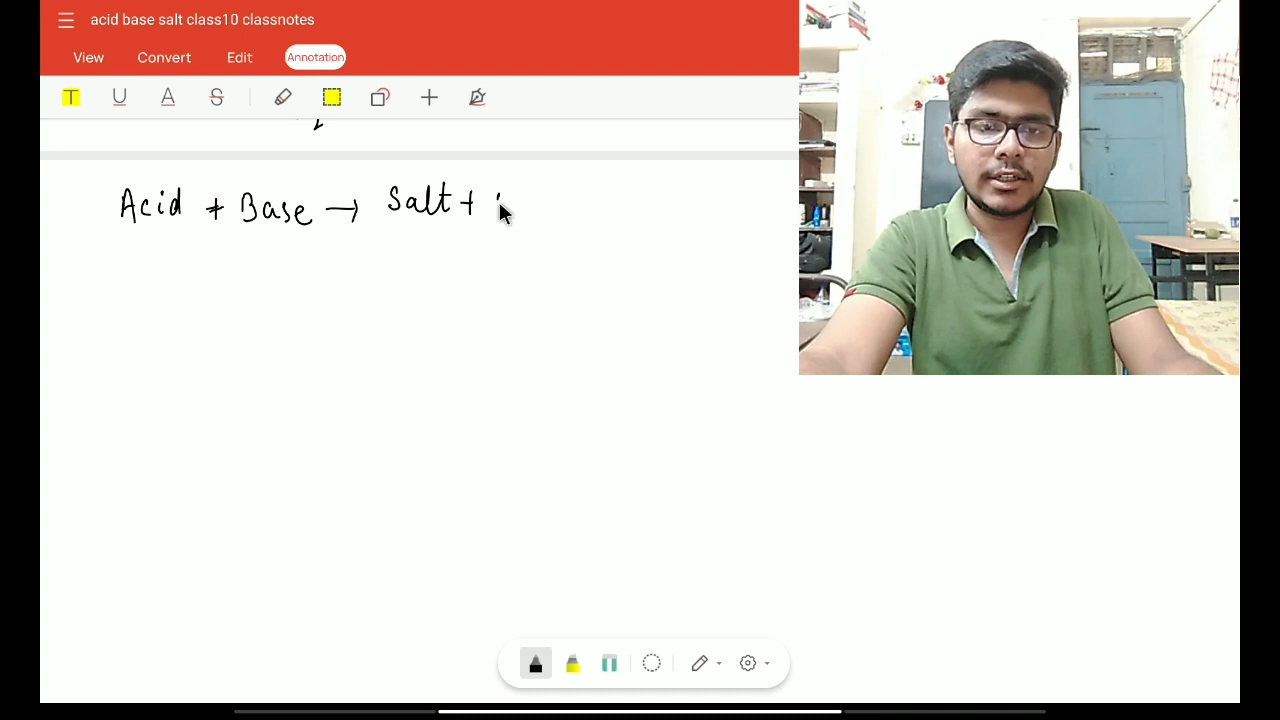 acid base salt class10 classnotes
View Convert Edit Annotation
T U A S
Acid + Base → Salt +